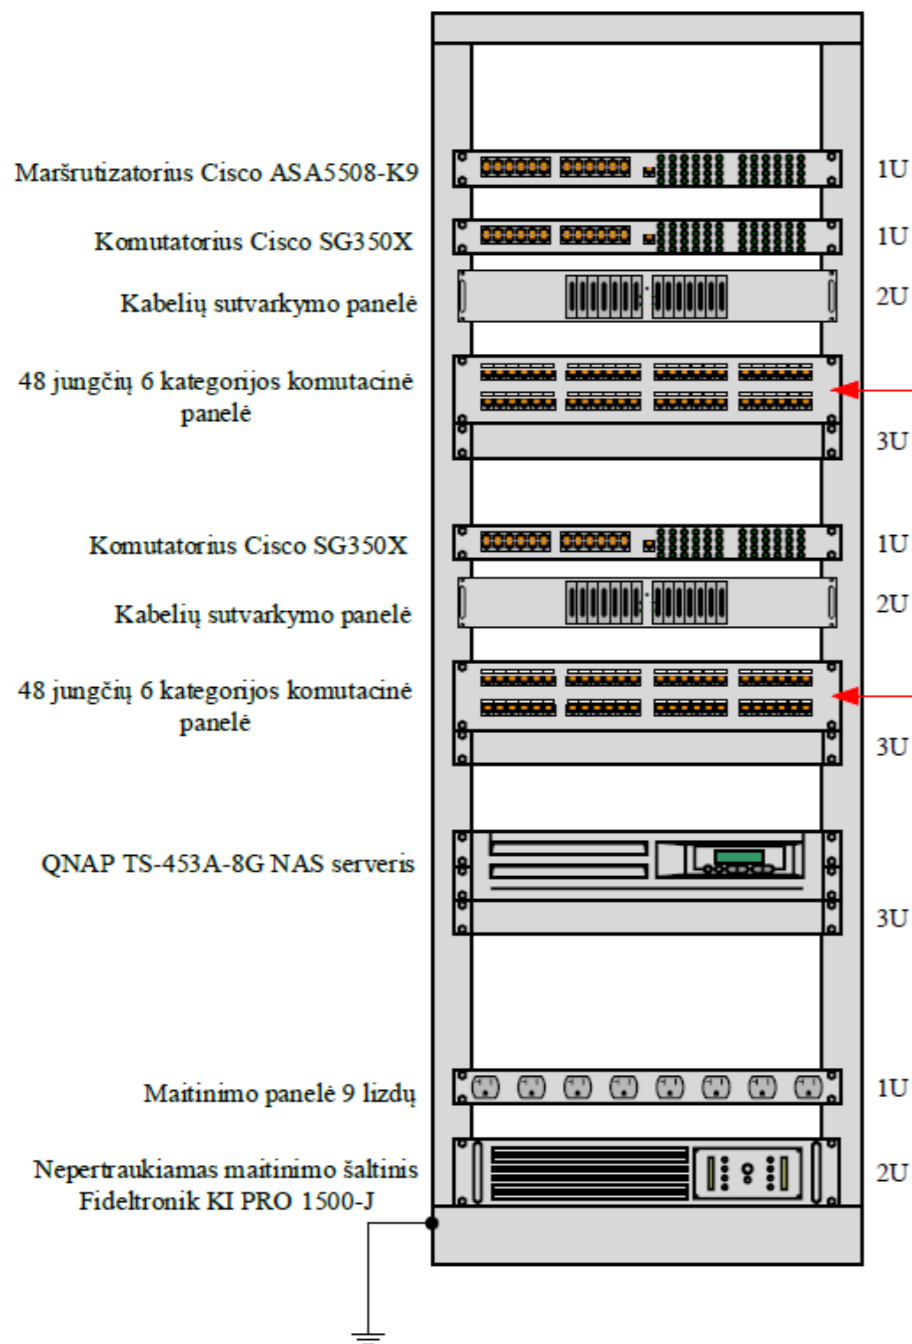 Maršrutizatorius Cisco ASA5508-K9
1U
Komutatorius Cisco SG350X
1U
Kabelių sutvarkymo panelė
2U
48 jungčių 6 kategorijos komutacinė
panelė
3U
Komutatorius Cisco SG350X
1U
Kabelių sutvarkymo panelė
2U
48 jungčių 6 kategorijos komutacinė
panelė
3U
QNAP TS-453A-8G NAS serveris
3U
Maitinimo panelė 9 lizdų
1U
Nepertraukiamas maitinimo šaltinis
Fideltronik KI PRO 1500-J
2U